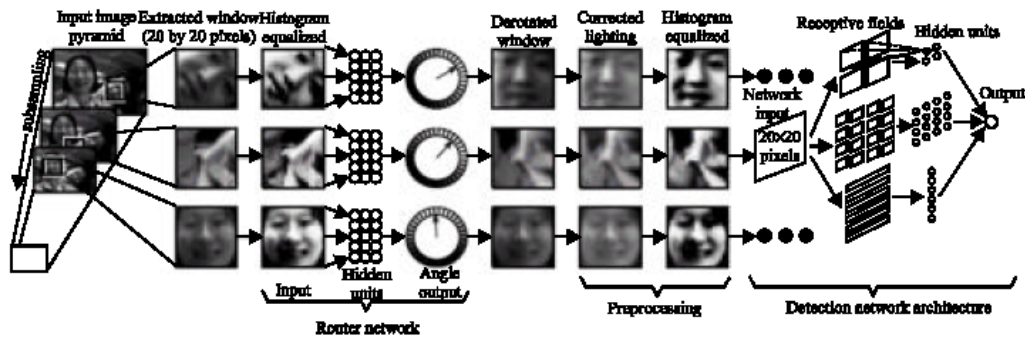 Input image
pyramid
subsampling
Extracted window
(20 by 20 pixels)
Histogram
equalized
Derotated
window
Corrected
lighting
Histogram
equalized
Receptive fields
Hidden units
Network
input
20x20
pixels
Output
Input
Hidden
units
Angle
output
Router network
Preprocessing
Detection network architecture